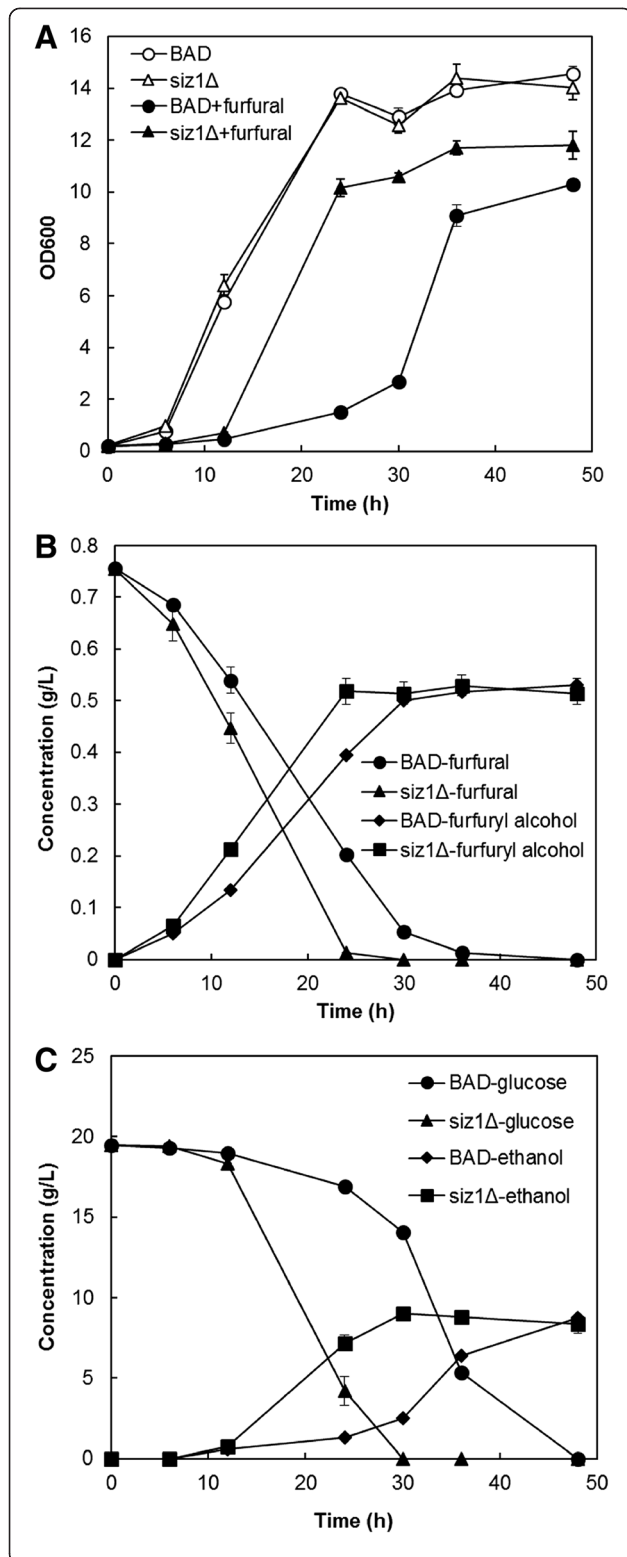 A
BAD
siz1Δ
BAD+furfural
siz1Δ+furfural
16
14
12
10
8
6
4
2
0
OD600
0 10 20 30 40 50
Time (h)
B
0.8
0.7
0.6
0.5
0.4
0.3
0.2
0.1
0
Concentration (g/L)
BAD-furfural
siz1Δ-furfural
BAD-furfuryl alcohol
siz1Δ-furfuryl alcohol
0 10 20 30 40 50
Time (h)
C
25
20
15
10
5
0
Concentration (g/L)
BAD-glucose
siz1Δ-glucose
BAD-ethanol
siz1Δ-ethanol
0 10 20 30 40 50
Time (h)